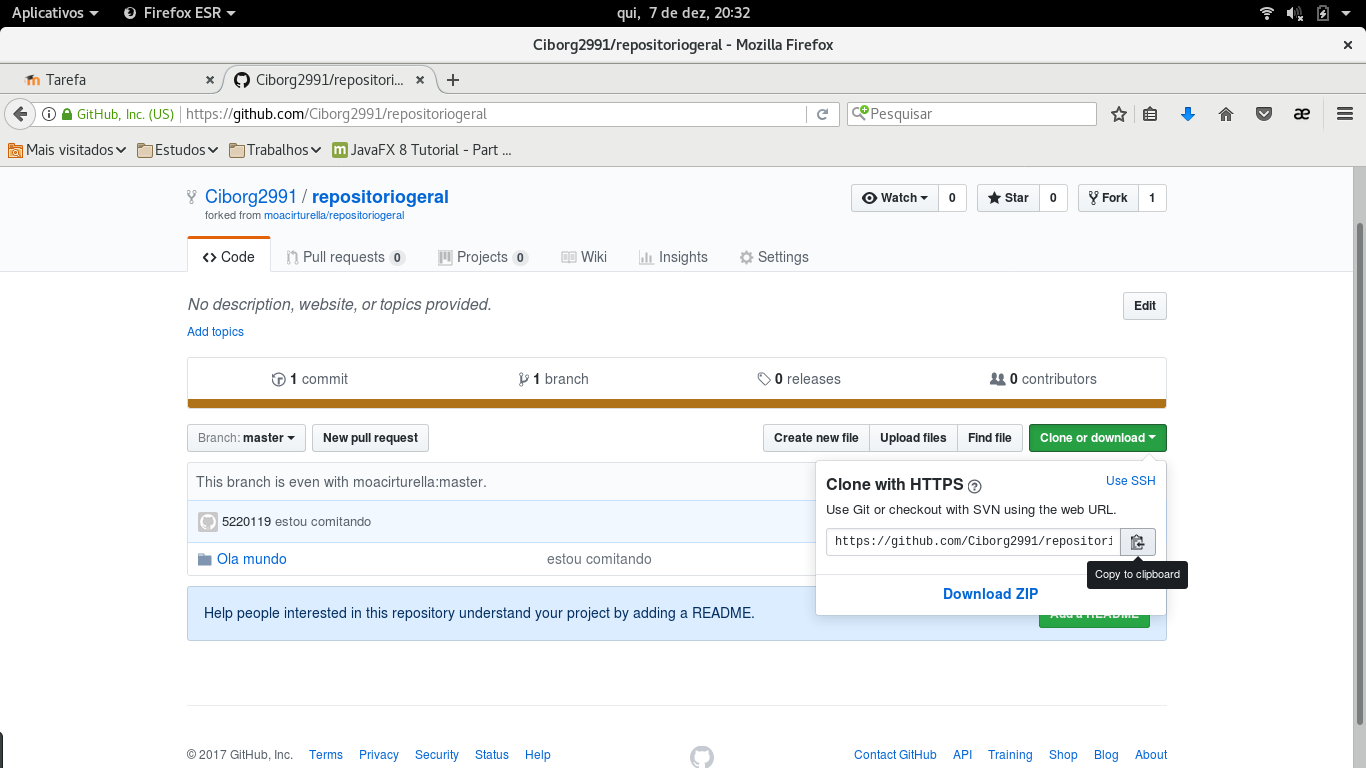 Aplicativos Firefox ESR qui, 7 de dez, 20:32
Ciborg2991/repositoriogeral - Mozilla Firefox
Tarefa Ciborg2991/repositori...
GitHub, Inc. (US) https://github.com/Ciborg2991/repositoriogeral Pesquisar
Mais visitados Estudos Trabalhos JavaFX 8 Tutorial - Part ...
Ciborg2991 / repositoriogeral Watch 0 Star 0 Fork 1
forked from moacirturella/repositoriogeral
Code Pull requests 0 Projects 0 Wiki Insights Settings
No description, website, or topics provided. Edit
Add topics
1 commit 1 branch 0 releases 0 contributors
Branch: master New pull request Create new file Upload files Find file Clone or download
This branch is even with moacirturella:master.
5220119 estou comitando
Ola mundo estou comitando
Clone with HTTPS Use SSH
Use Git or checkout with SVN using the web URL.
https://github.com/Ciborg2991/repositori
Copy to clipboard
Download ZIP
Help people interested in this repository understand your project by adding a README. Add a README
© 2017 GitHub, Inc. Terms Privacy Security Status Help Contact GitHub API Training Shop Blog About